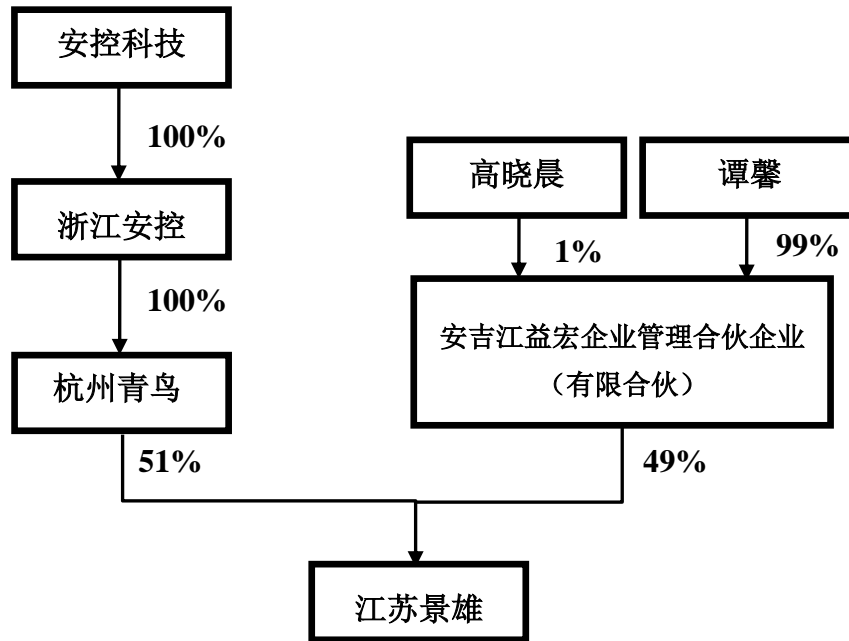 安控科技
100%
高晓晨
谭馨
浙江安控
1%
99%
100%
安吉江益宏企业管理合伙企业
（有限合伙）
杭州青鸟
51%
49%
江苏景雄